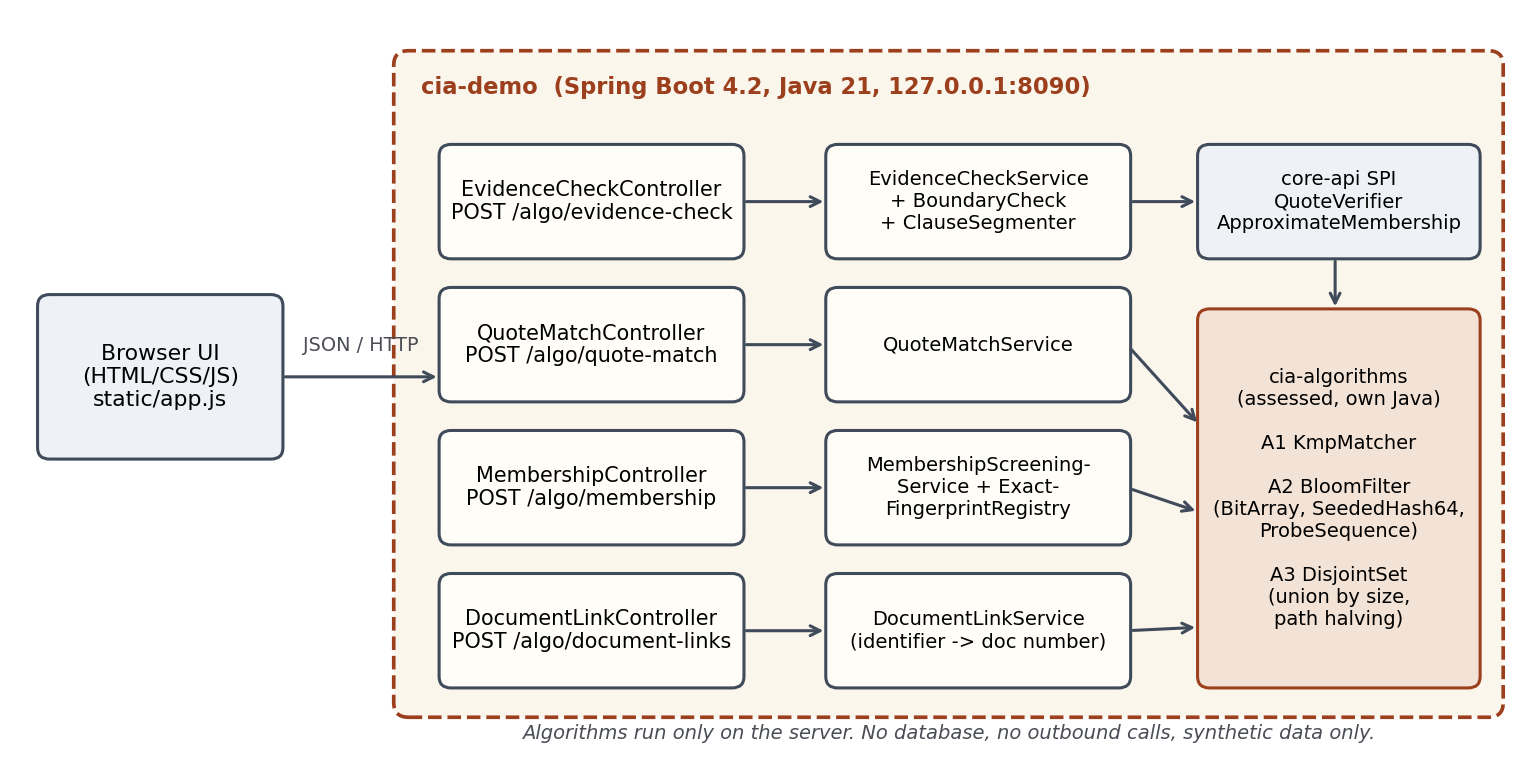 cia-demo  (Spring Boot 4.2, Java 21, 127.0.0.1:8090)
Browser UI
(HTML/CSS/JS)
static/app.js
JSON / HTTP
EvidenceCheckController
POST /algo/evidence-check
EvidenceCheckService
+ BoundaryCheck
+ ClauseSegmenter
core-api SPI
QuoteVerifier
ApproximateMembership
QuoteMatchController
POST /algo/quote-match
QuoteMatchService
MembershipController
POST /algo/membership
MembershipScreening-
Service + Exact-
FingerprintRegistry
DocumentLinkController
POST /algo/document-links
DocumentLinkService
(identifier -> doc number)
cia-algorithms
(assessed, own Java)
A1 KmpMatcher
A2 BloomFilter
(BitArray, SeededHash64,
ProbeSequence)
A3 DisjointSet
(union by size,
path halving)
Algorithms run only on the server. No database, no outbound calls, synthetic data only.